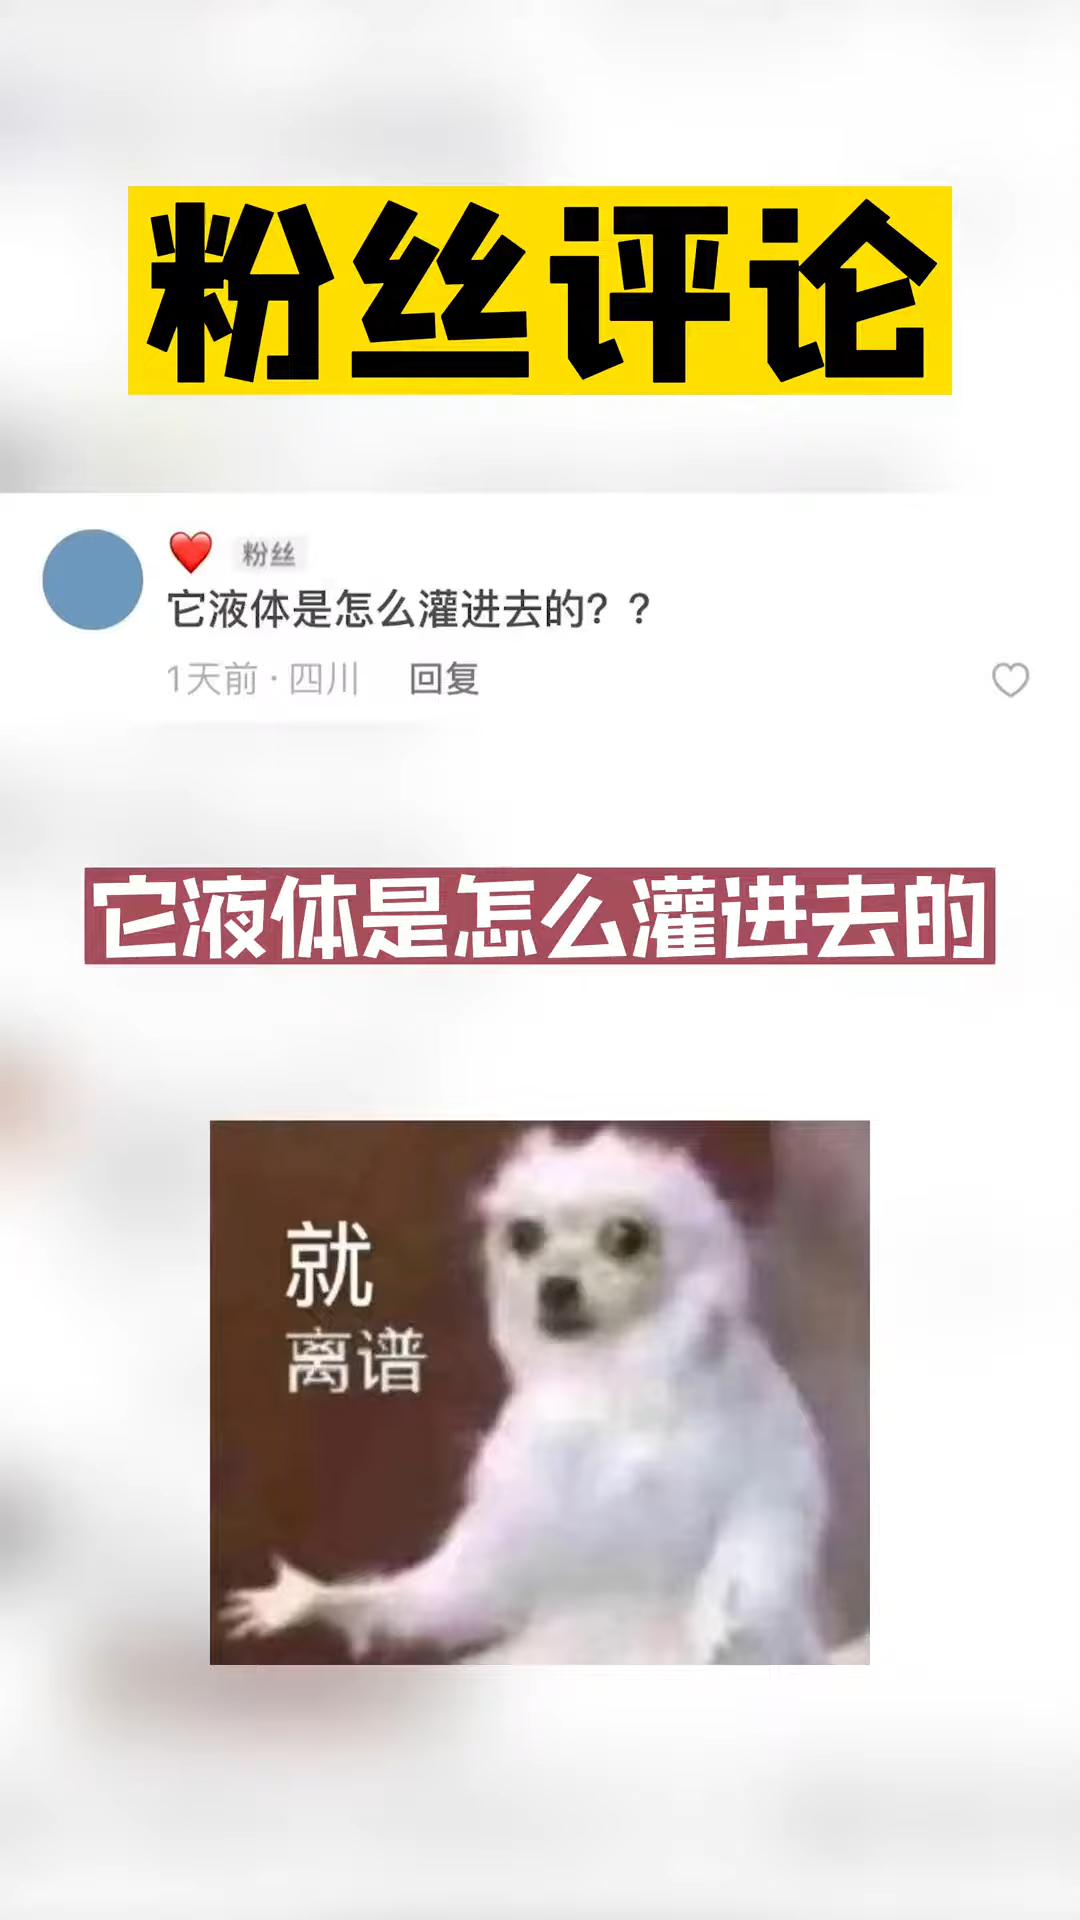 粉丝评论
❤️ 粉丝
它液体是怎么灌进去的？？
1天前·四川 回复
它液体是怎么灌进去的
就
离谱